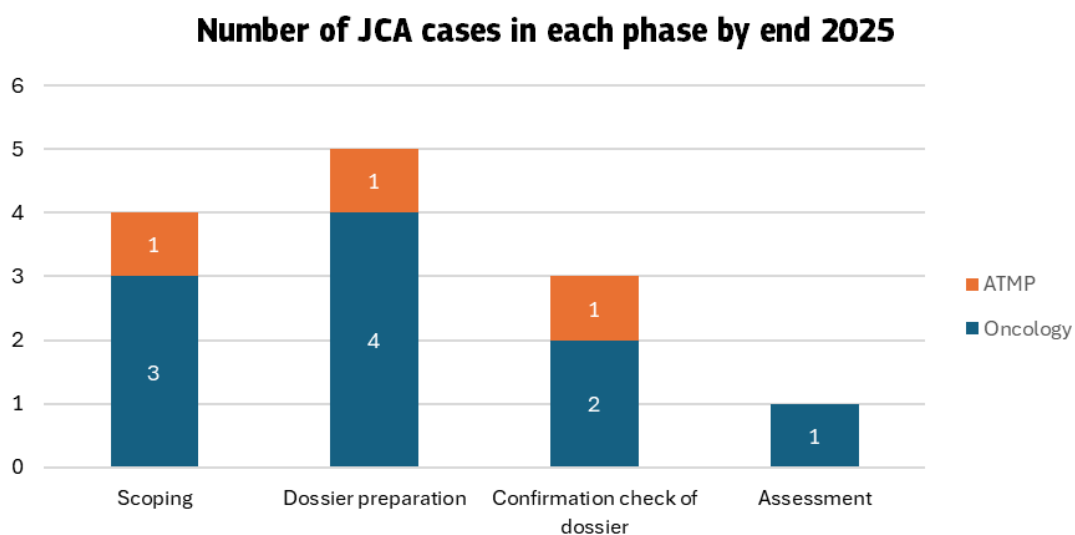 Number of JCA cases in each phase by end 2025
6
5
4
3
2
1
0
1
3
1
4
1
2
1
ATMP
Oncology
Scoping
Dossier preparation
Confirmation check of
dossier
Assessment